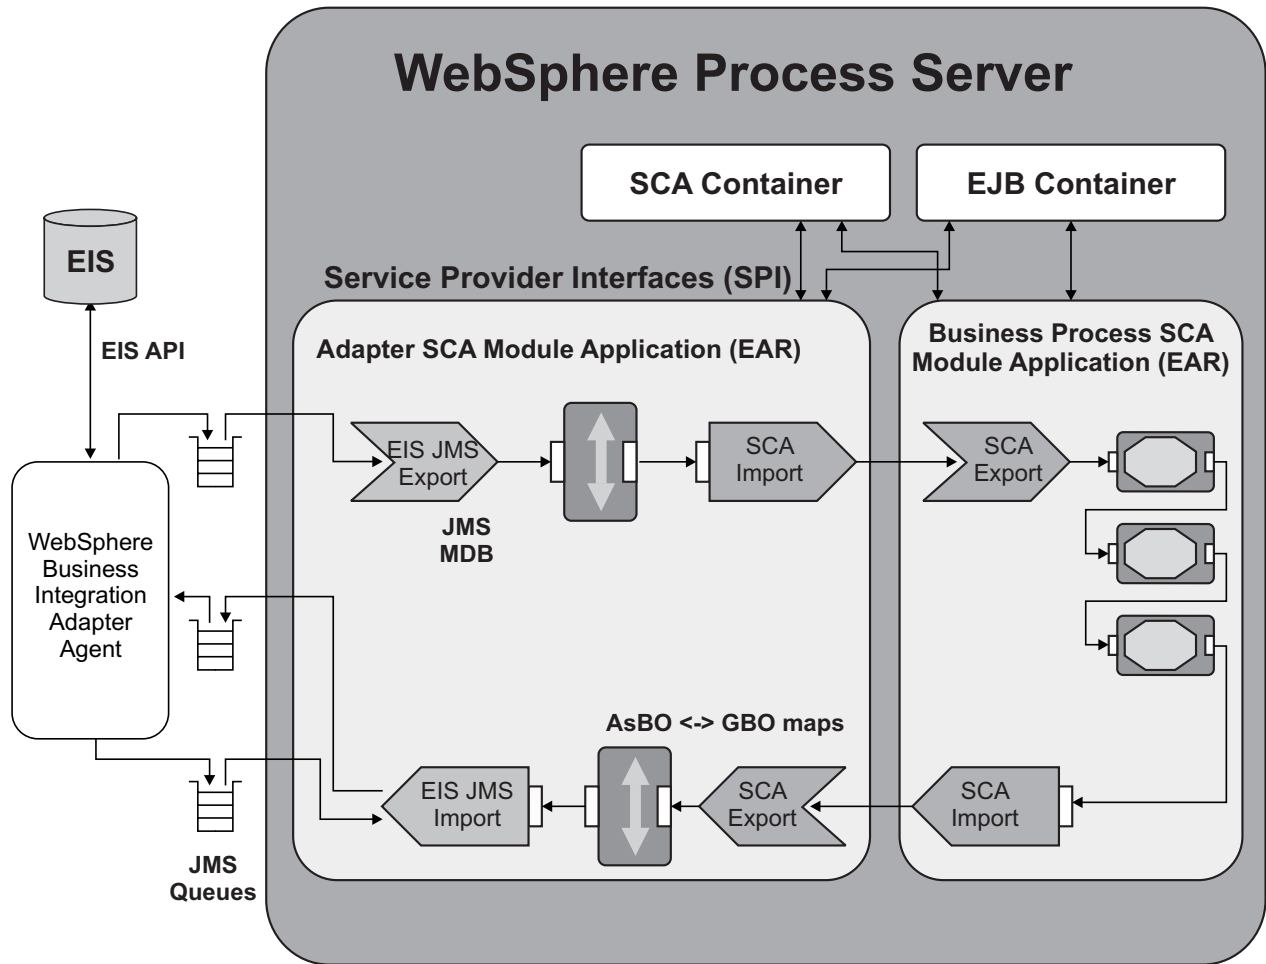 WebSphere Process Server
SCA Container
EJB Container
EIS
Service Provider Interfaces (SPI)
EIS API
Adapter SCA Module Application (EAR)
Business Process SCA
Module Application (EAR)
EIS JMS
Export
SCA
Import
SCA
Export
JMS
MDB
WebSphere
Business
Integration
Adapter
Agent
AsBO <-> GBO maps
EIS JMS
Import
SCA
Export
SCA
Import
JMS
Queues